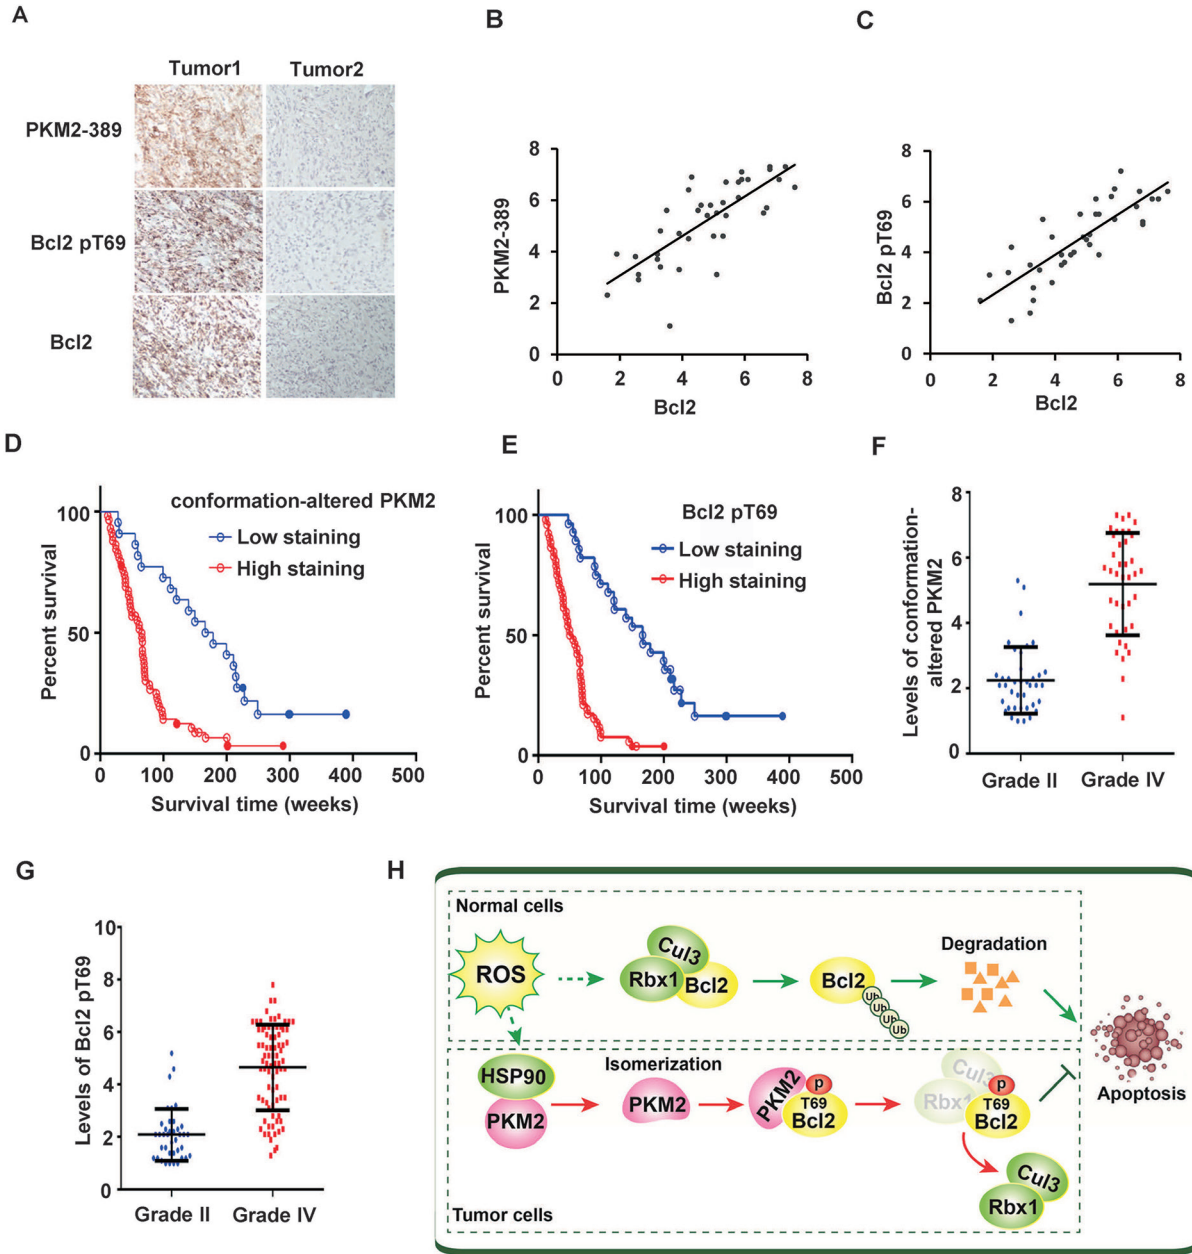 A
Tumor1 Tumor2
PKM2-389
Bcl2 pT69
Bcl2
B
8
6
4
2
0
PKM2-389
0 2 4 6 8
Bcl2
C
8
6
4
2
0
Bcl2 pT69
0 2 4 6 8
Bcl2
D
conformation-altered PKM2
Low staining
High staining
100
50
0
Percent survival
0 100 200 300 400 500
Survival time (weeks)
E
Bcl2 pT69
Low staining
High staining
100
50
0
Percent survival
0 100 200 300 400 500
Survival time (weeks)
F
8
6
4
2
0
Levels of conformation-
altered PKM2
Grade II Grade IV
G
10
8
6
4
2
0
Levels of Bcl2 pT69
Grade II Grade IV
H
Normal cells
ROS
Cul3
Rbx1
Bcl2
Bcl2
Ub
Ub
Ub
Ub
Degradation
Apoptosis
HSP90
PKM2
Isomerization
PKM2
PKM2
p
T69
Bcl2
Cul3
Rbx1
p
T69
Bcl2
Cul3
Rbx1
Tumor cells